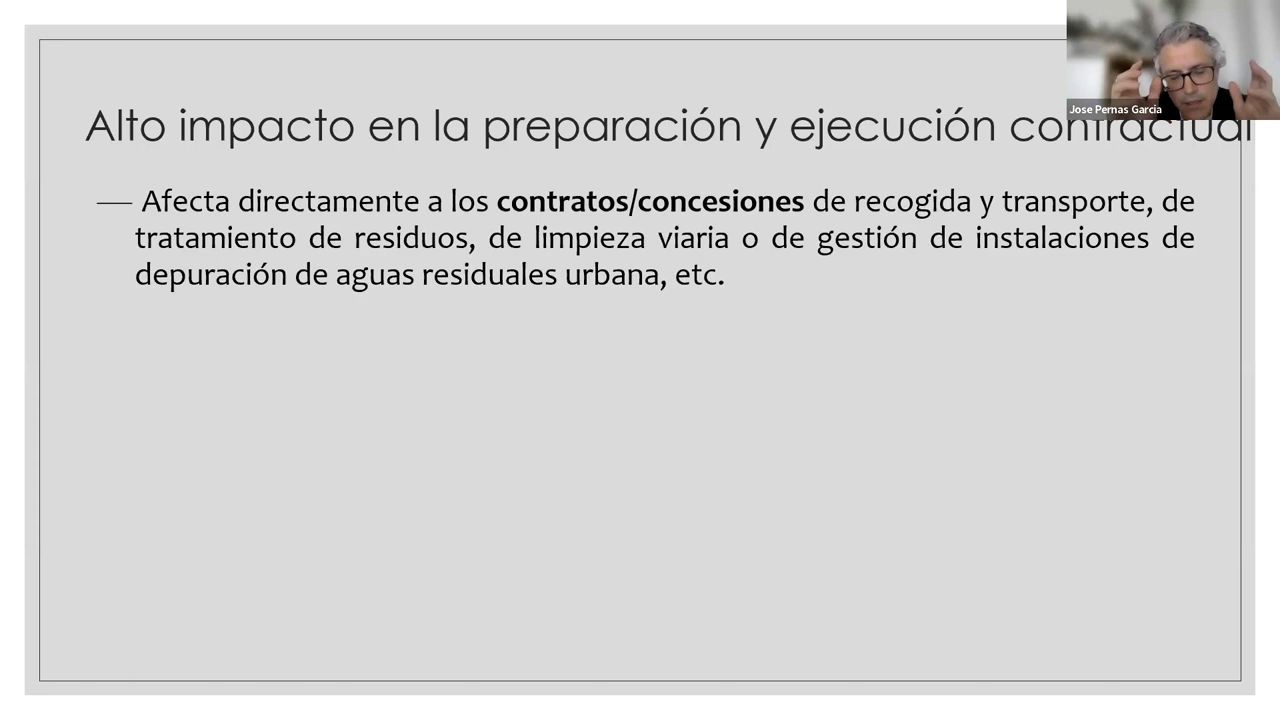 Alto impacto en la preparación y ejecución contractual
Jose Pernas Garcia
— Afecta directamente a los contratos/concesiones de recogida y transporte, de
tratamiento de residuos, de limpieza viaria o de gestión de instalaciones de
depuración de aguas residuales urbana, etc.